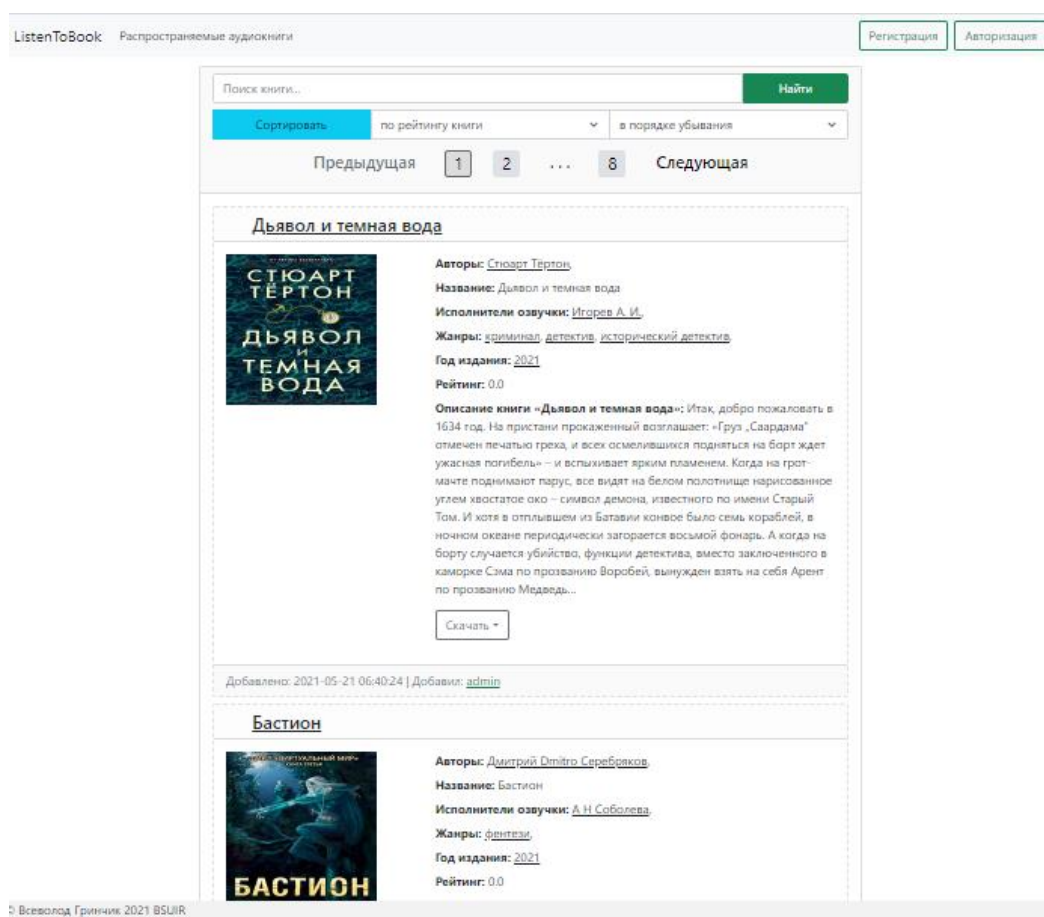 ListenToBook Распространяемые аудиокниги Регистрация Авторизация
Поиск книги... Найти
Сортировать по рейтингу книги в порядке убывания
Предыдущая 1 2 ... 8 Следующая
Дьявол и темная вода
СТЮАРТ
ТЁРТОН
ДЬЯВОЛ
И
ТЕМНАЯ
ВОДА
Авторы: Стюарт Тёртон,
Название: Дьявол и темная вода
Исполнители озвучки: Игорев А. И.,
Жанры: криминал, детектив, исторический детектив,
Год издания: 2021
Рейтинг: 0.0
Описание книги «Дьявол и темная вода»: Итак, добро пожаловать в
1634 год. На пристани прокаженный возглашает: «Груз „Саардама“
отмечен печатью греха, и всех осмелившихся подняться на борт ждет
ужасная погибель» – и вспыхивает ярким пламенем. Когда на грот-
мачте поднимают парус, все видят на белом полотнище нарисованное
углем хвостатое око – символ демона, известного по имени Старый
Том. И хотя в отплывшем из Батавии конвое было семь кораблей, в
ночном океане периодически загорается восьмой фонарь. А когда на
борту случается убийство, функции детектива, вместо заключенного в
каморке Сэма по прозванию Воробей, вынужден взять на себя Арент
по прозванию Медведь...
Скачать
Добавлено: 2021-05-21 06:40:24 | Добавил: admin
Бастион
БАСТИОН
Авторы: Дмитрий Dmitro Серебряков,
Название: Бастион
Исполнители озвучки: А Н Соболева,
Жанры: фентези,
Год издания: 2021
Рейтинг: 0.0
© Всеволод Гринчик 2021 BSUIR